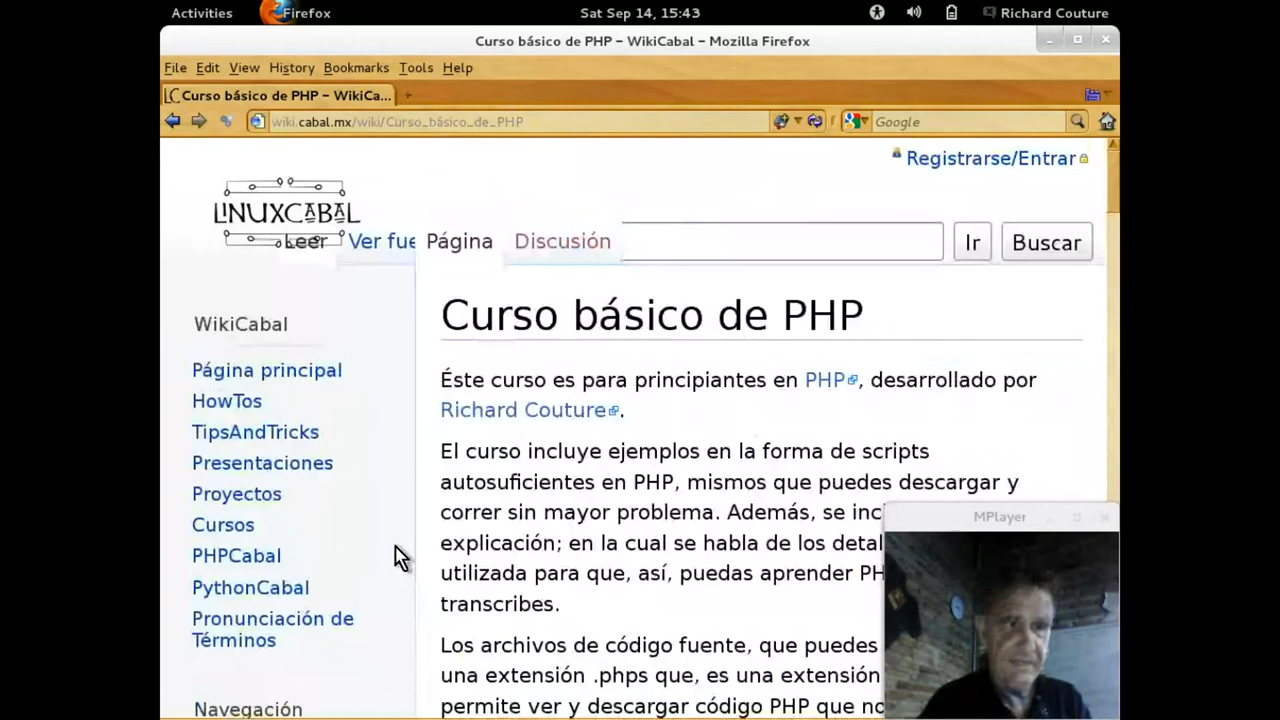 Activities Firefox Sat Sep 14, 15:43 Richard Couture
Curso básico de PHP – WikiCabal – Mozilla Firefox
File Edit View History Bookmarks Tools Help
Curso básico de PHP – WikiCa...
wiki.cabal.mx/wiki/Curso_básico_de_PHP Google
Registrarse/Entrar
LINUXCABAL
Leer Ver fue Página Discusión Ir Buscar
Curso básico de PHP
WikiCabal
Página principal
HowTos
TipsAndTricks
Presentaciones
Proyectos
Cursos
PHPCabal
PythonCabal
Pronunciación de
Términos
Navegación
Éste curso es para principiantes en PHP, desarrollado por
Richard Couture.
El curso incluye ejemplos en la forma de scripts
autosuficientes en PHP, mismos que puedes descargar y
correr sin mayor problema. Además, se incl
explicación; en la cual se habla de los detal
utilizada para que, así, puedas aprender PH
transcribes.
Los archivos de código fuente, que puedes
una extensión .phps que, es una extensión
permite ver y descargar código PHP que no
MPlayer